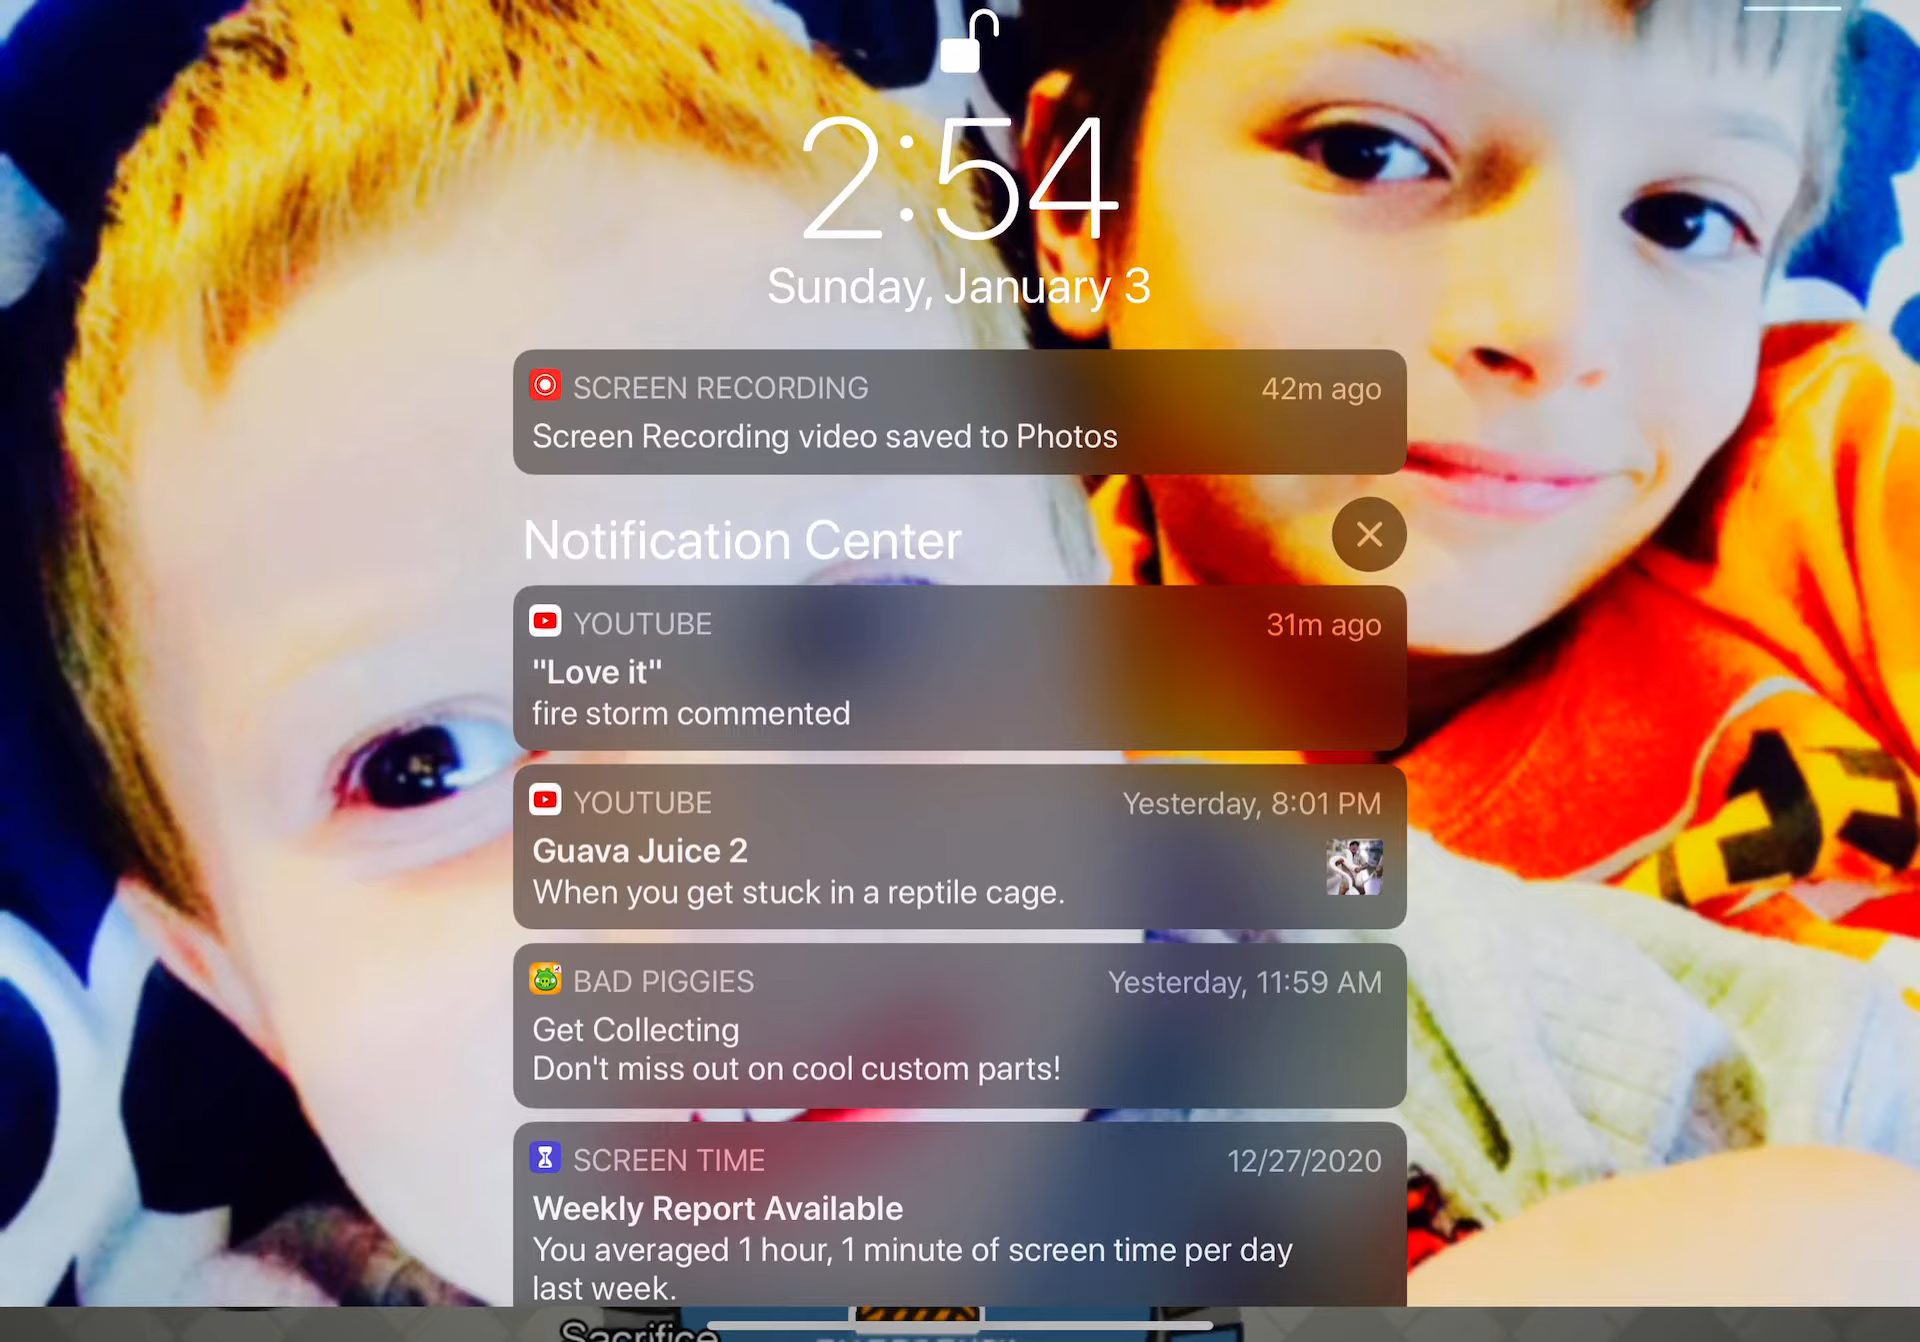 2:54
Sunday, January 3
SCREEN RECORDING 42m ago
Screen Recording video saved to Photos
Notification Center
YOUTUBE 31m ago
"Love it"
fire storm commented
YOUTUBE Yesterday, 8:01 PM
Guava Juice 2
When you get stuck in a reptile cage.
BAD PIGGIES Yesterday, 11:59 AM
Get Collecting
Don't miss out on cool custom parts!
SCREEN TIME 12/27/2020
Weekly Report Available
You averaged 1 hour, 1 minute of screen time per day
last week.
Sacrifice